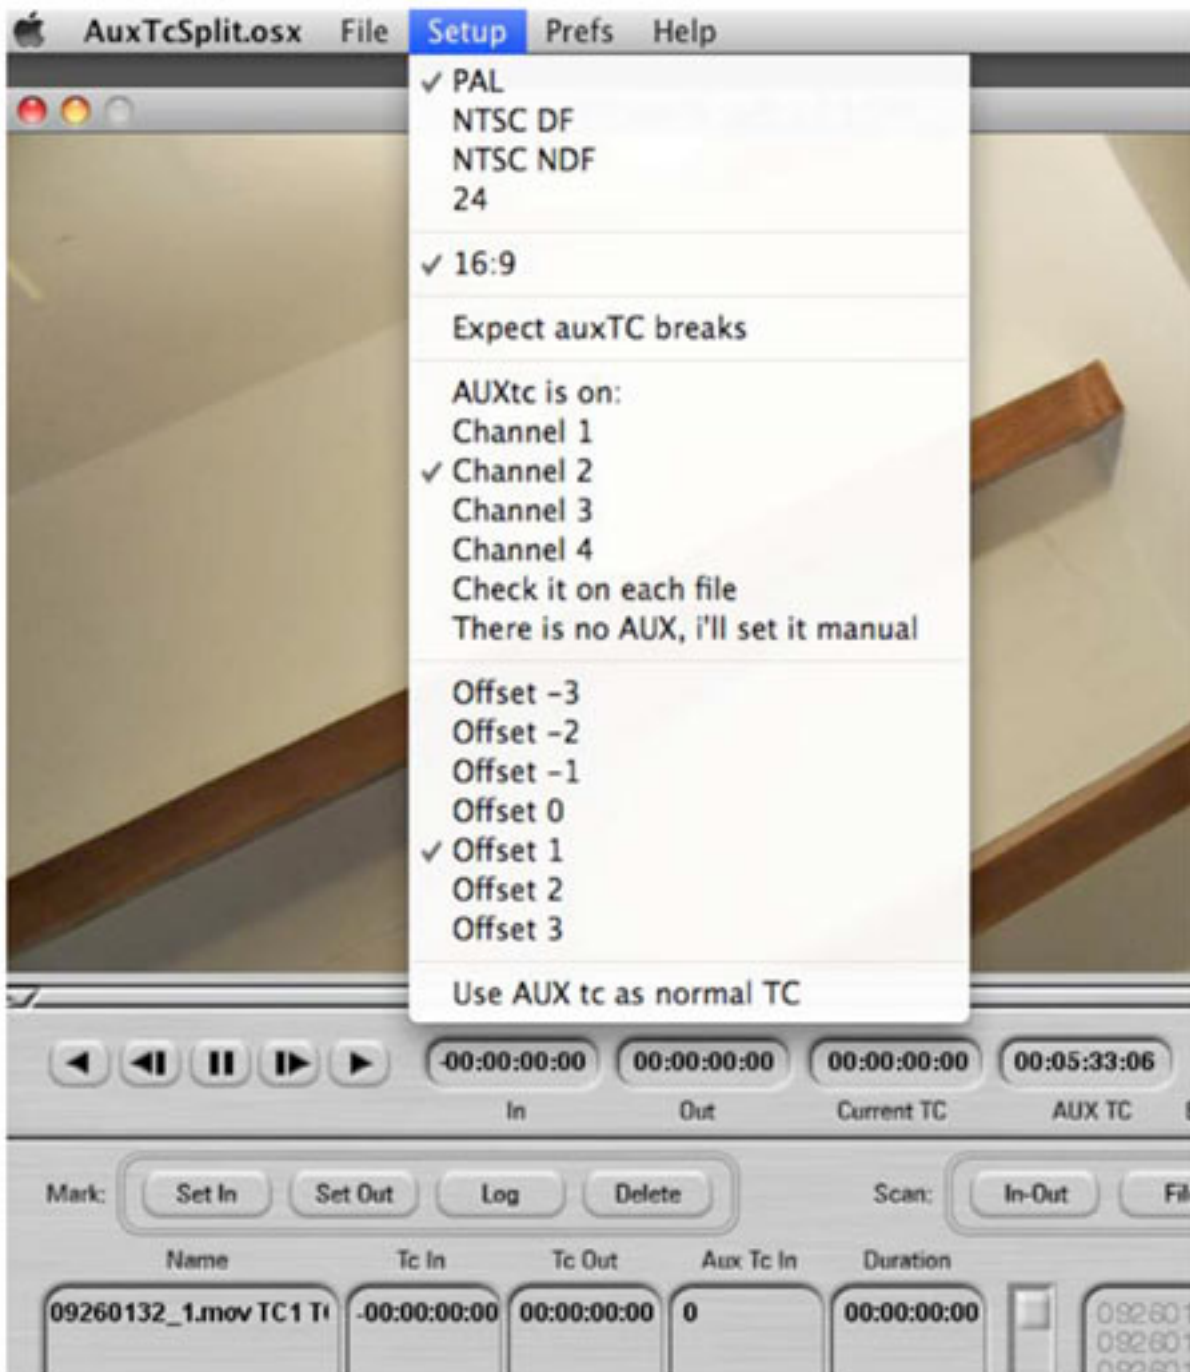 AuxTcSplit.osx File Setup Prefs Help
PAL
NTSC DF
NTSC NDF
24
16:9
Expect auxTC breaks
AUXtc is on:
Channel 1
Channel 2
Channel 3
Channel 4
Check it on each file
There is no AUX, i'll set it manual
Offset -3
Offset -2
Offset -1
Offset 0
Offset 1
Offset 2
Offset 3
Use AUX tc as normal TC
-00:00:00:00 00:00:00:00 00:00:00:00 00:05:33:06
In Out Current TC AUX TC
Mark: Set In Set Out Log Delete Scan: In-Out
Name Tc In Tc Out Aux Tc In Duration
09260132_1.mov TC1 -00:00:00:00 00:00:00:00 0 00:00:00:00